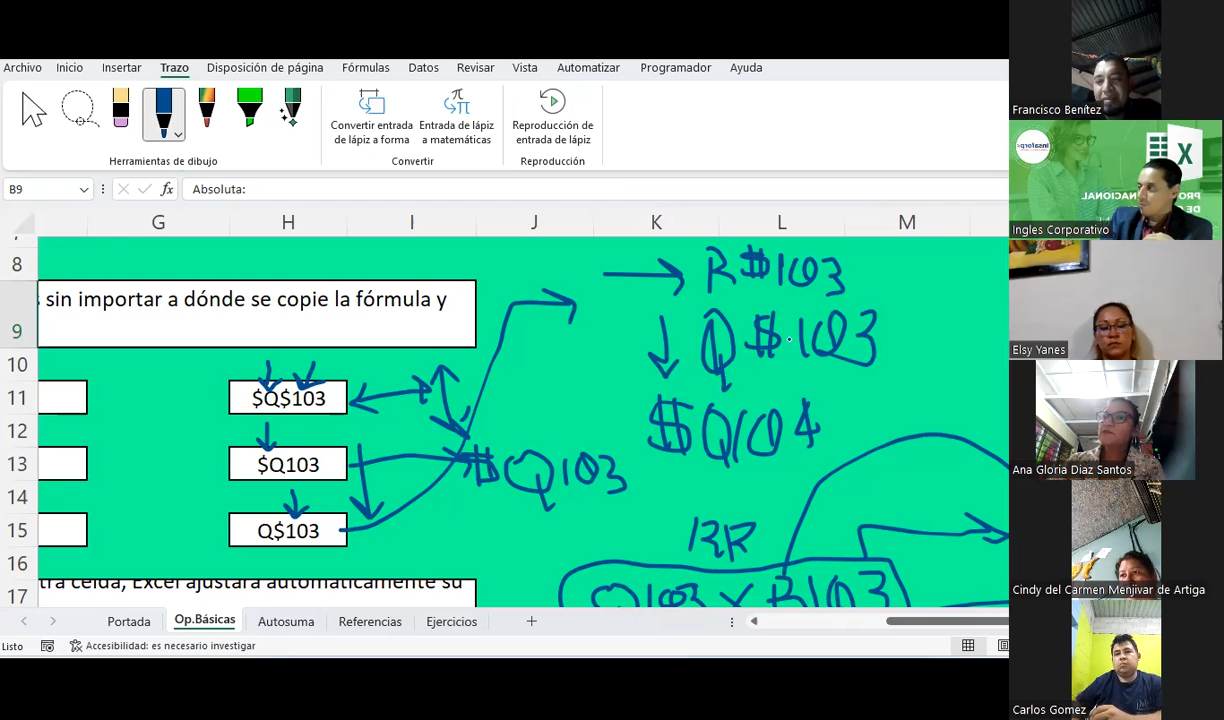 Archivo Inicio Insertar Trazo Disposición de página Fórmulas Datos Revisar Vista Automatizar Programador Ayuda
Convertir entrada de lápiz a forma
Entrada de lápiz a matemáticas
Reproducción de entrada de lápiz
Herramientas de dibujo
Convertir
Reproducción
B9
fx
Absoluta:
G H I J K L M
8
R$103
sin importar a dónde se copie la fórmula y
9
Q$103
10
11
$Q$103
$Q104
12
13
$Q103
$Q103
14
15
Q$103
RR
16
17
tra celda, Excel ajustará automáticamente su
Q103 x R103
Portada Op.Básicas Autosuma Referencias Ejercicios +
Listo
Accesibilidad: es necesario investigar
Francisco Benítez
insaforp
X
Ingles Corporativo
Elsy Yanes
Ana Gloria Diaz Santos
Cindy del Carmen Menjivar de Artiga
Carlos Gomez